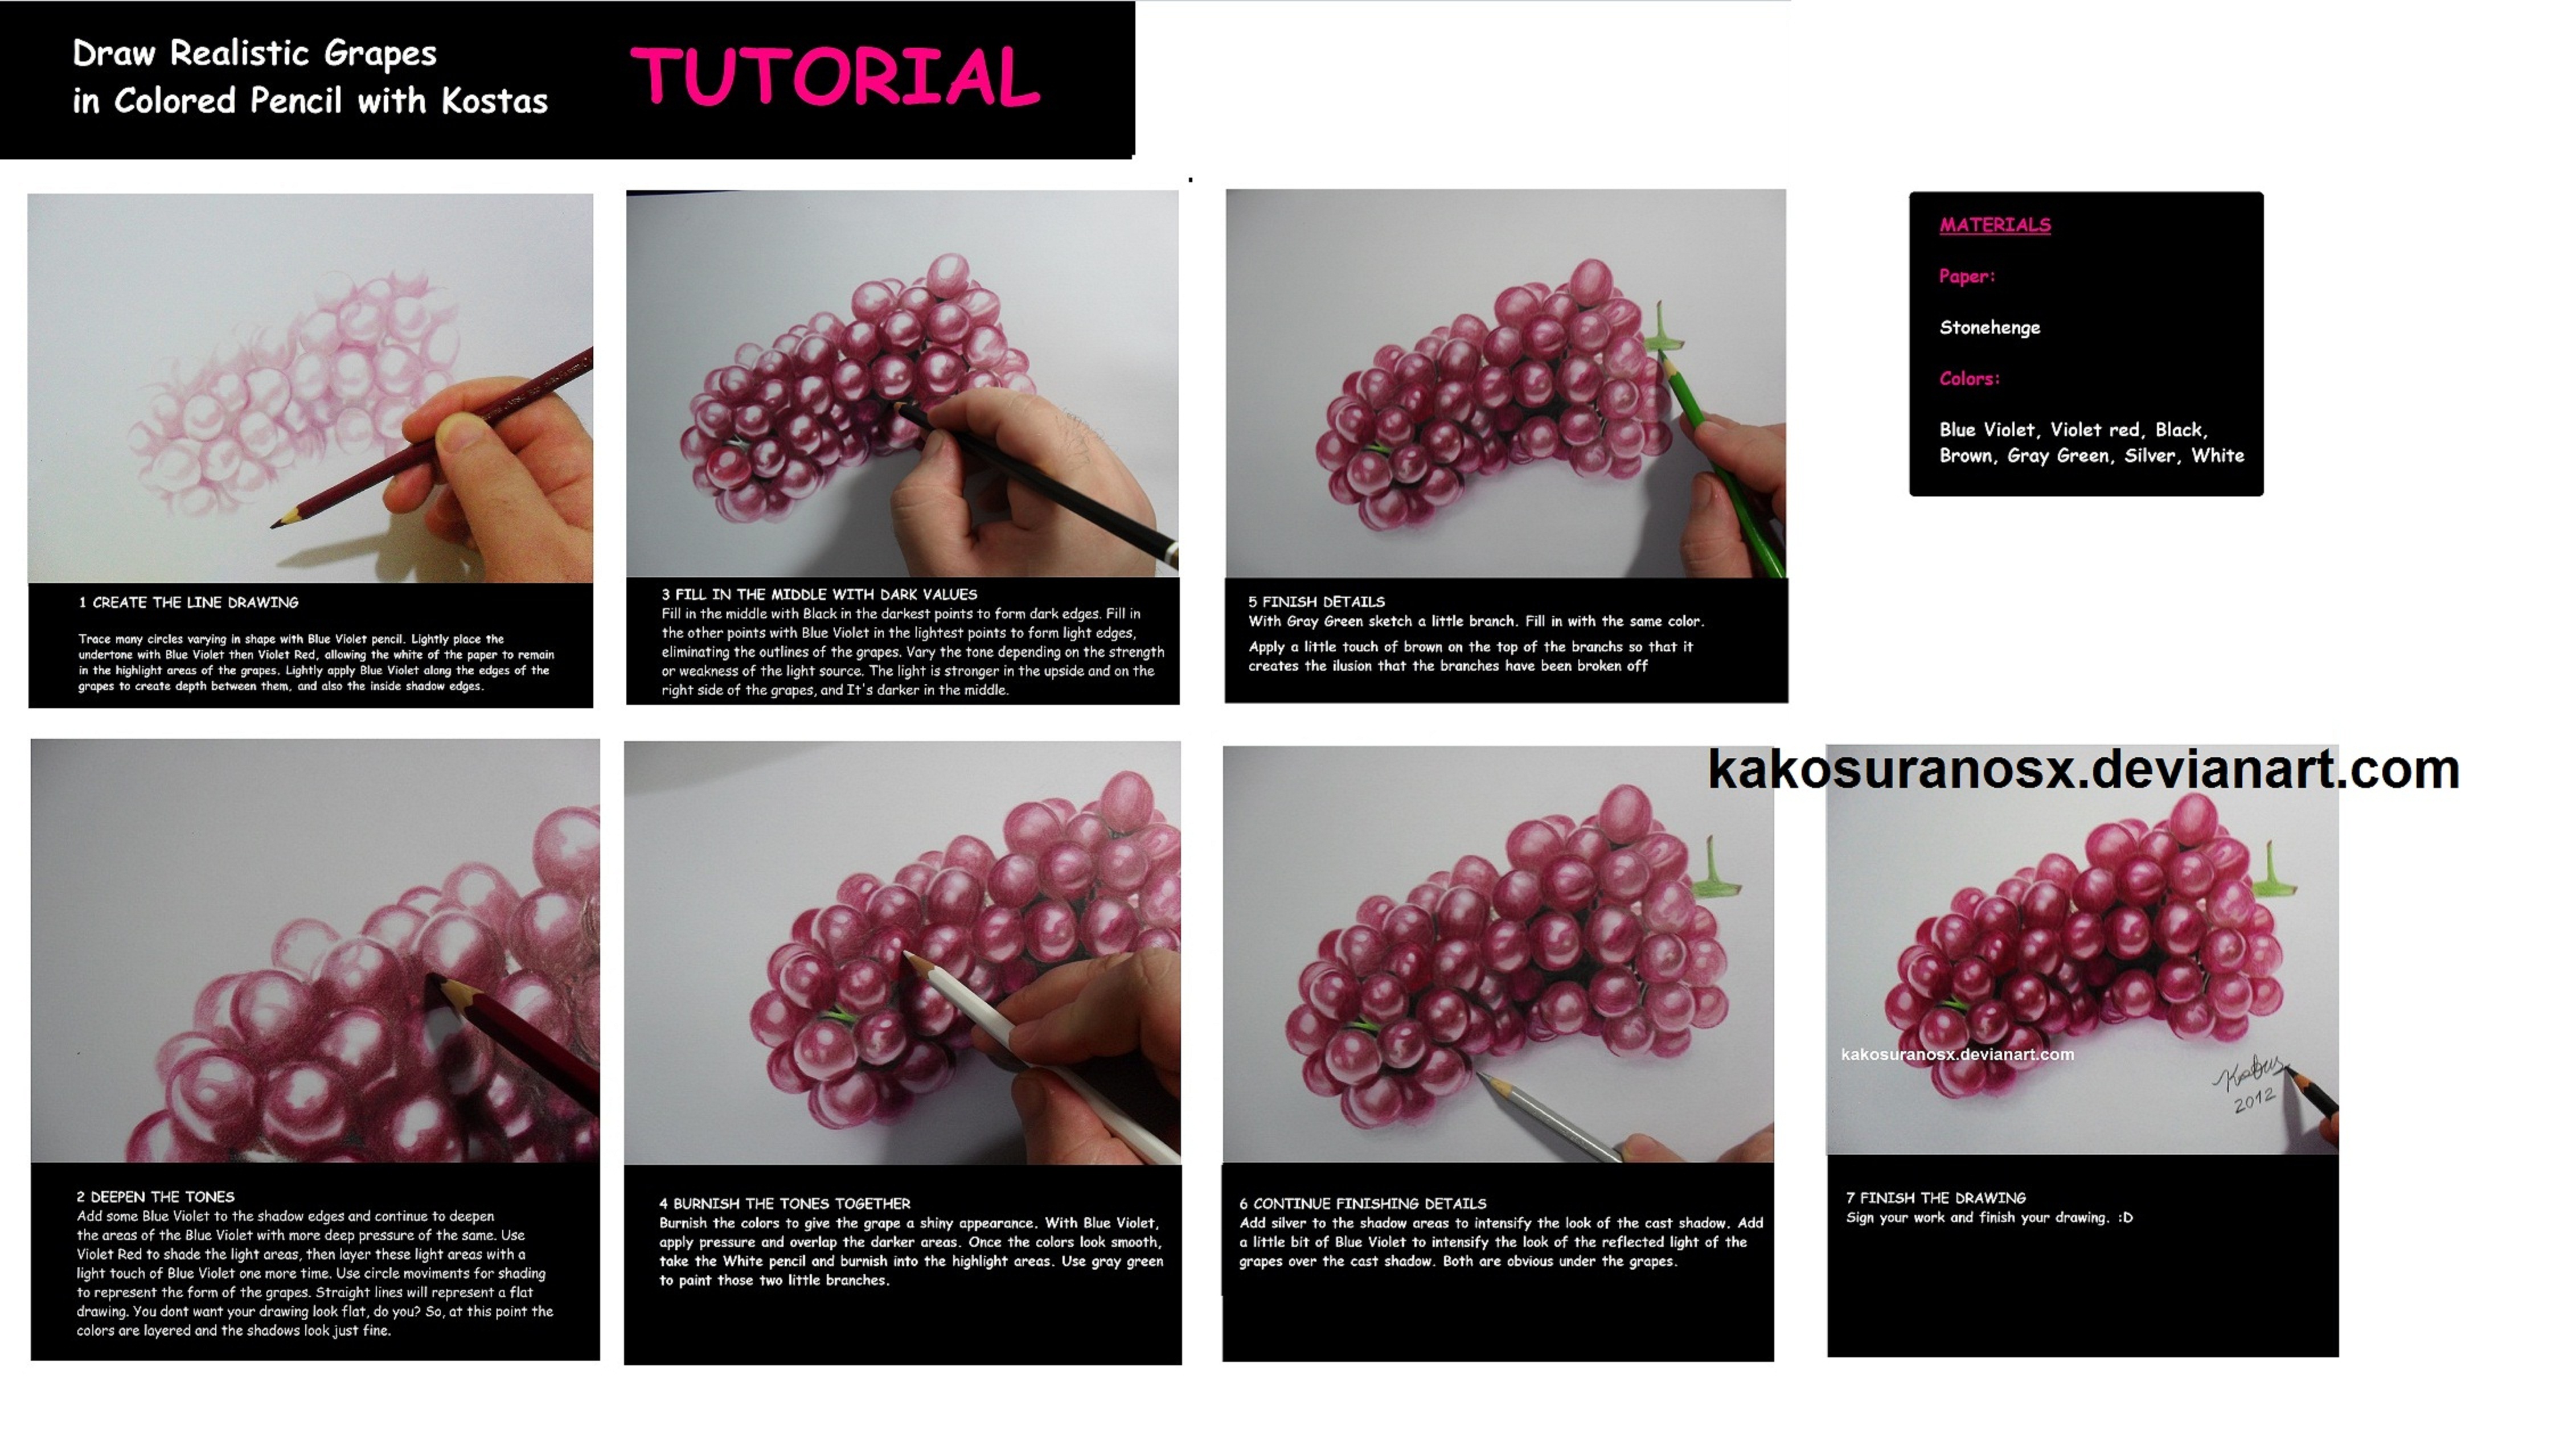 Draw Realistic Grapes
in Colored Pencil with Kostas
TUTORIAL
MATERIALS
Paper:
Stonehenge
Colors:
Blue Violet, Violet red, Black,
Brown, Gray Green, Silver, White
1 CREATE THE LINE DRAWING
Trace many circles varying in shape with Blue Violet pencil. Lightly place the
undertone with Blue Violet then Violet Red, allowing the white of the paper to remain
in the highlight areas of the grapes. Lightly apply Blue Violet along the edges of the
grapes to create depth between them, and also the inside shadow edges.
2 DEEPEN THE TONES
Add some Blue Violet to the shadow edges and continue to deepen
the areas of the Blue Violet with more deep pressure of the same. Use
Violet Red to shade the light areas, then layer these light areas with a
light touch of Blue Violet one more time. Use circle moviments for shading
to represent the form of the grapes. Straight lines will represent a flat
drawing. You dont want your drawing look flat, do you? So, at this point the
colors are layered and the shadows look just fine.
3 FILL IN THE MIDDLE WITH DARK VALUES
Fill in the middle with Black in the darkest points to form dark edges. Fill in
the other points with Blue Violet in the lightest points to form light edges,
eliminating the outlines of the grapes. Vary the tone depending on the strength
or weakness of the light source. The light is stronger in the upside and on the
right side of the grapes, and It's darker in the middle.
4 BURNISH THE TONES TOGETHER
Burnish the colors to give the grape a shiny appearance. With Blue Violet,
apply pressure and overlap the darker areas. Once the colors look smooth,
take the White pencil and burnish into the highlight areas. Use gray green
to paint those two little branches.
5 FINISH DETAILS
With Gray Green sketch a little branch. Fill in with the same color.
Apply a little touch of brown on the top of the branchs so that it
creates the ilusion that the branches have been broken off
6 CONTINUE FINISHING DETAILS
Add silver to the shadow areas to intensify the look of the cast shadow. Add
a little bit of Blue Violet to intensify the look of the reflected light of the
grapes over the cast shadow. Both are obvious under the grapes.
kakosuranosx.devianart.com
kakosuranosx.devianart.com
Kostas
2012
7 FINISH THE DRAWING
Sign your work and finish your drawing. :D